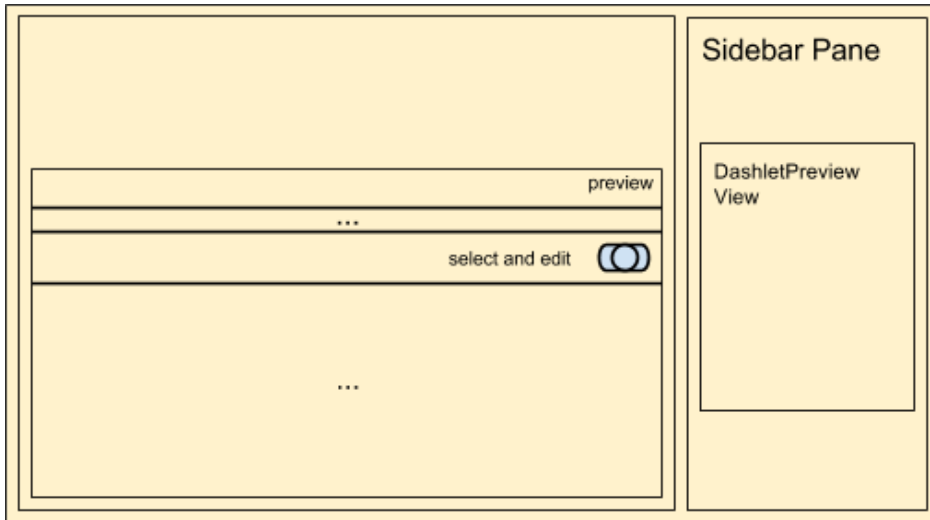 Sidebar Pane
preview
...
select and edit
...
DashletPreview
View